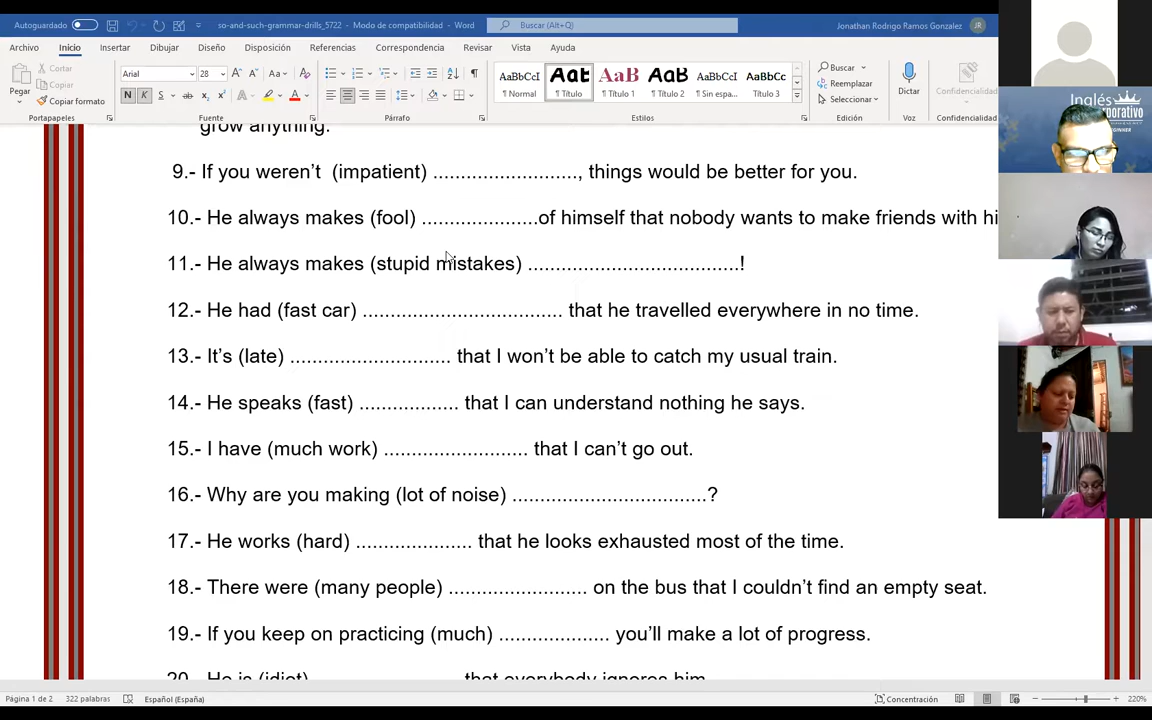 Autoguardado
so-and-such-grammar-drills_5722 - Modo de compatibilidad - Word
Buscar (Alt+Q)
Jonathan Rodrigo Ramos Gonzalez
JR
Archivo Inicio Insertar Dibujar Diseño Disposición Referencias Correspondencia Revisar Vista Ayuda
Pegar
Cortar
Copiar
Copiar formato
Portapapeles
Arial 28
N K S
Fuente
Párrafo
AaBbCcI AaB AaB AaBbCcI AaBbCc
¶ Normal ¶ Título ¶ Título 1 ¶ Título 2 ¶ Sin espa... ¶ Título 3
Estilos
Buscar
Reemplazar
Seleccionar
Edición
Dictar
Voz
Confidencialidad
Confidencialidad
Inglés
grow anything.
9.- If you weren't (impatient) .........................., things would be better for you.
10.- He always makes (fool) .....................of himself that nobody wants to make friends with hi
11.- He always makes (stupid mistakes) ......................................!
12.- He had (fast car) .................................... that he travelled everywhere in no time.
13.- It's (late) ............................. that I won't be able to catch my usual train.
14.- He speaks (fast) .................. that I can understand nothing he says.
15.- I have (much work) .......................... that I can't go out.
16.- Why are you making (lot of noise) ...................................?
17.- He works (hard) ..................... that he looks exhausted most of the time.
18.- There were (many people) ......................... on the bus that I couldn't find an empty seat.
19.- If you keep on practicing (much) .................... you'll make a lot of progress.
20.- He is (idiot) ........................... that everybody ignores him.
Página 1 de 2 322 palabras Español (España) Concentración 220%